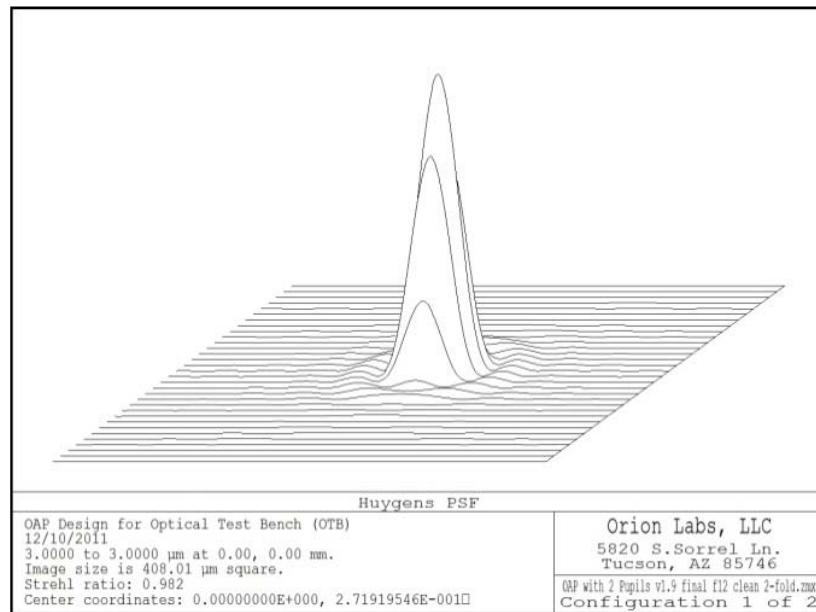 Huygens PSF
OAP Design for Optical Test Bench (OTB)
12/10/2011
3.0000 to 3.0000 µm at 0.00, 0.00 mm.
Image size is 408.01 µm square.
Strehl ratio: 0.982
Center coordinates: 0.00000000E+000, 2.71919546E-001□
Orion Labs, LLC
5820 S.Sorrel Ln.
Tucson, AZ 85746
OAP with 2 Pupils v1.9 final f12 clean 2-fold.zmx
Configuration 1 of 2